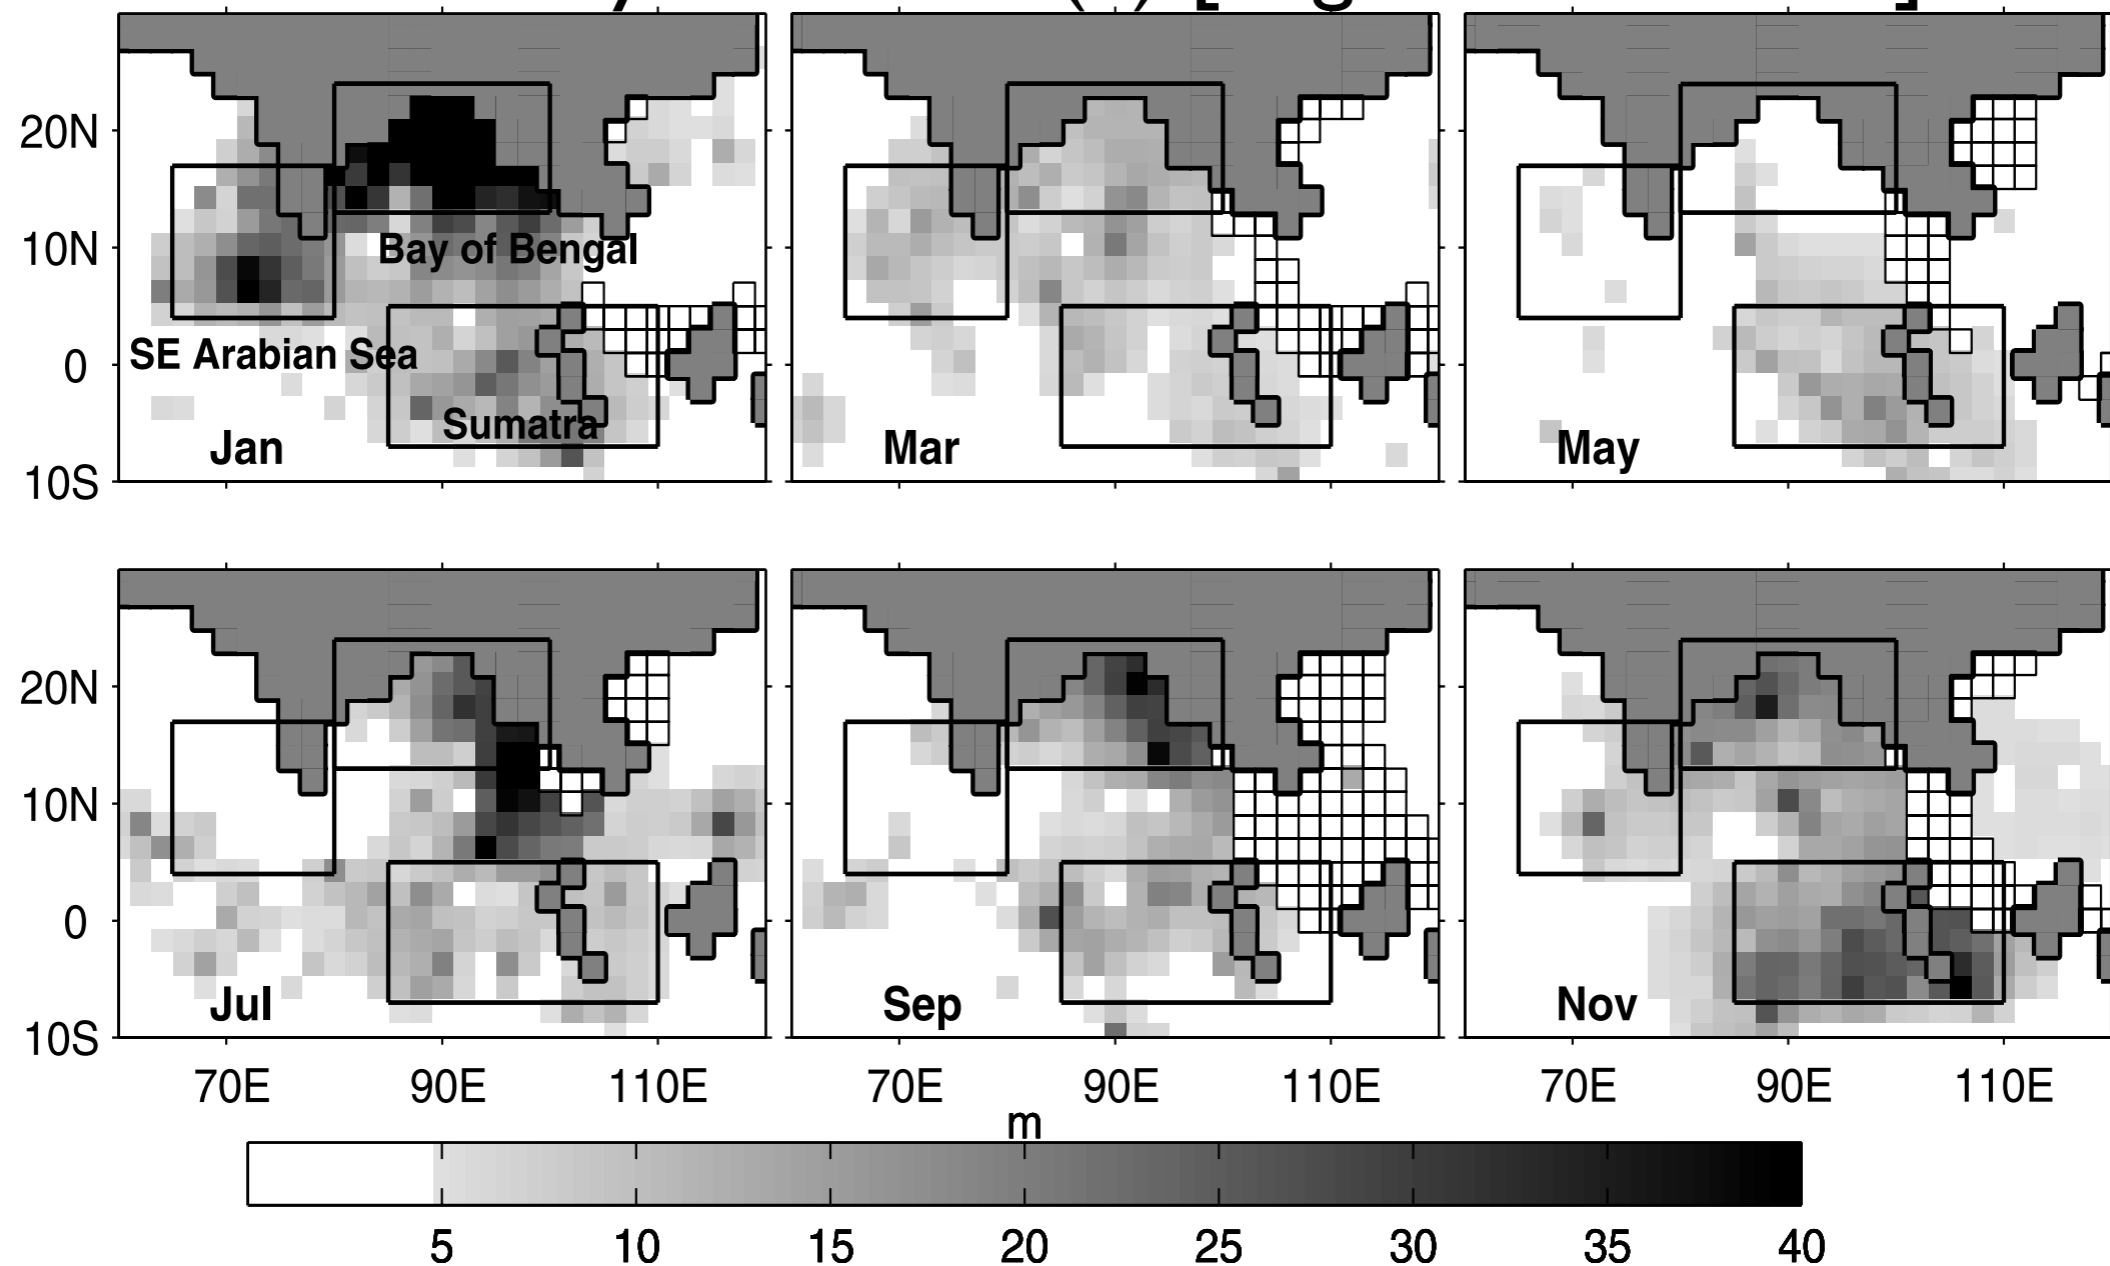 20N
10N
0
10S
Bay of Bengal
SE Arabian Sea
Sumatra
Jan
Mar
May
20N
10N
0
10S
Jul
Sep
Nov
70E 90E 110E 70E 90E 110E 70E 90E 110E
m
5 10 15 20 25 30 35 40